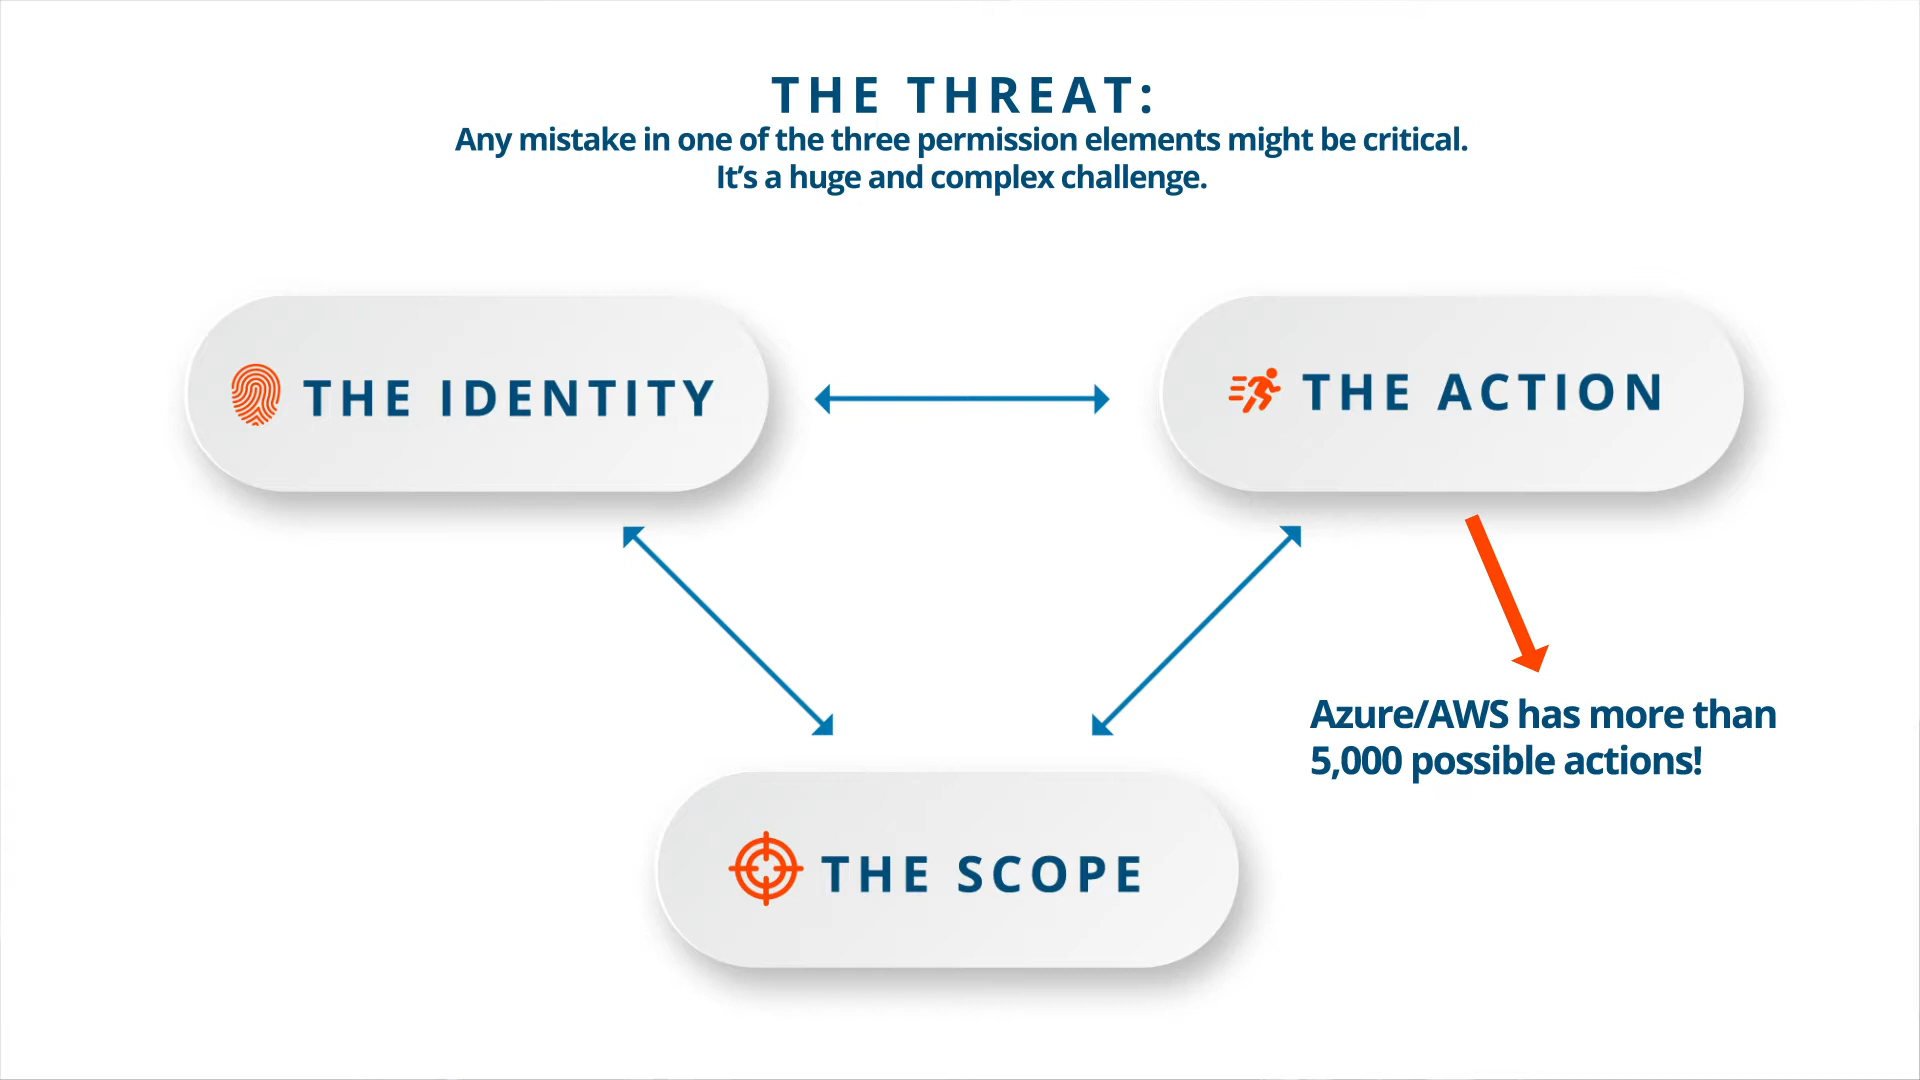 THE THREAT:
Any mistake in one of the three permission elements might be critical.
It’s a huge and complex challenge.
THE IDENTITY
THE ACTION
Azure/AWS has more than
5,000 possible actions!
THE SCOPE